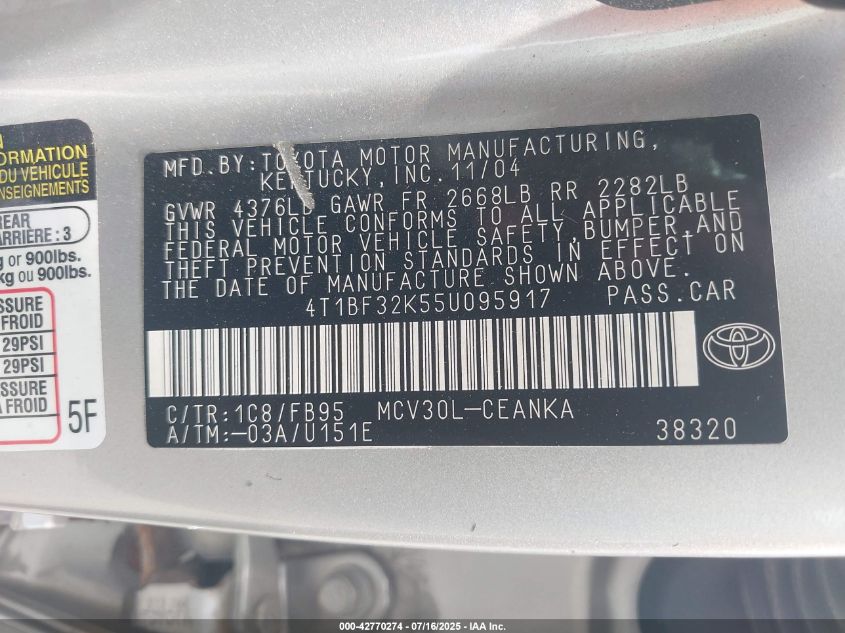 ORMATION
DU VÉHICULE
ENSEIGNEMENTS
REAR
ARRIÈRE : 3
g or 900lbs.
kg ou 900lbs.
SSURE
FROID
29PSI
29PSI
SSURE
A FROID
5F
MFD.BY:TOYOTA MOTOR MANUFACTURING,
KENTUCKY, INC.11/04
GVWR 4376LB GAWR FR 2668LB RR 2282LB
THIS VEHICLE CONFORMS TO ALL APPLICABLE
FEDERAL MOTOR VEHICLE SAFETY,BUMPER,AND
THEFT PREVENTION STANDARDS IN EFFECT ON
THE DATE OF MANUFACTURE SHOWN ABOVE.
4T1BF32K55U095917 PASS.CAR
C/TR:1C8/FB95 MCV30L-CEANKA
A/TM:-03A/U151E 38320
000-42770274 - 07/16/2025 - IAA Inc.